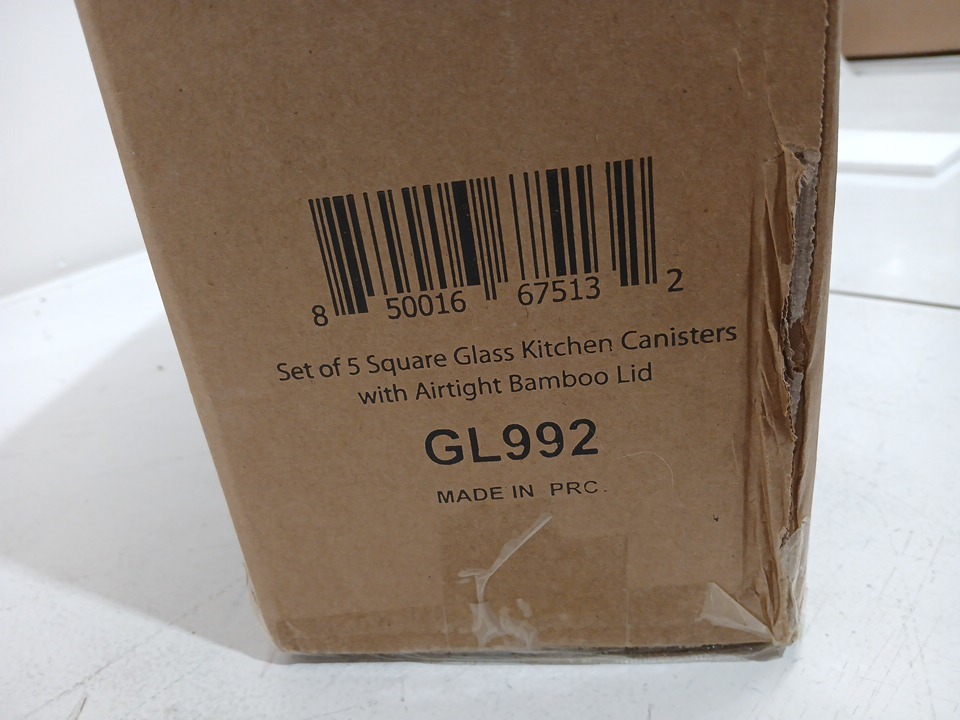 8 50016 67513 2
Set of 5 Square Glass Kitchen Canisters
with Airtight Bamboo Lid
GL992
MADE IN PRC.